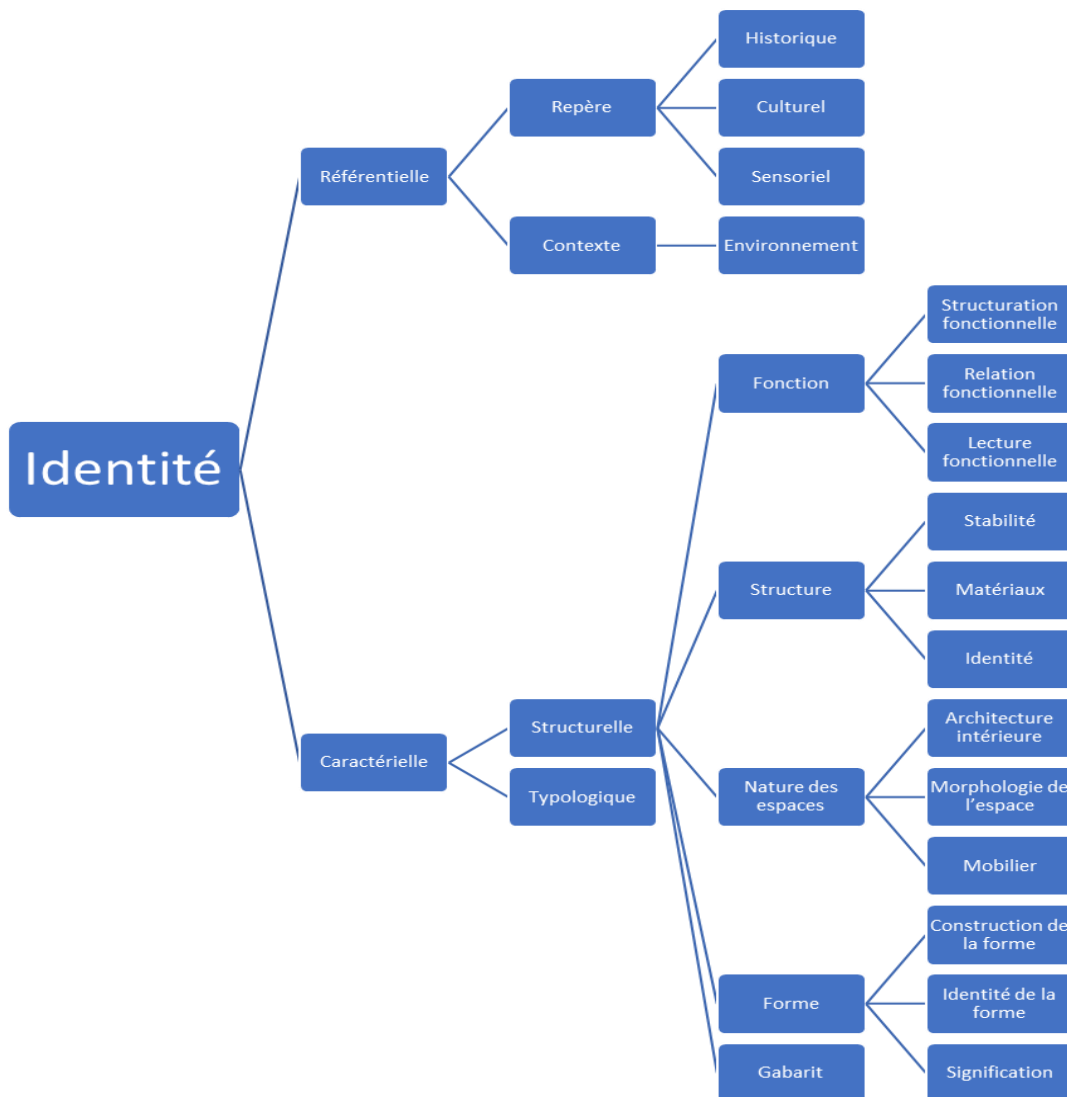 Historique
Repère
Culturel
Référentielle
Sensoriel
Contexte
Environnement
Structuration
fonctionnelle
Fonction
Relation
fonctionnelle
Lecture
fonctionnelle
Identité
Stabilité
Structure
Matériaux
Identité
Structurelle
Architecture
intérieure
Caractérielle
Typologique
Nature des
espaces
Morphologie de
l’espace
Mobilier
Construction de
la forme
Forme
Identité de la
forme
Gabarit
Signification